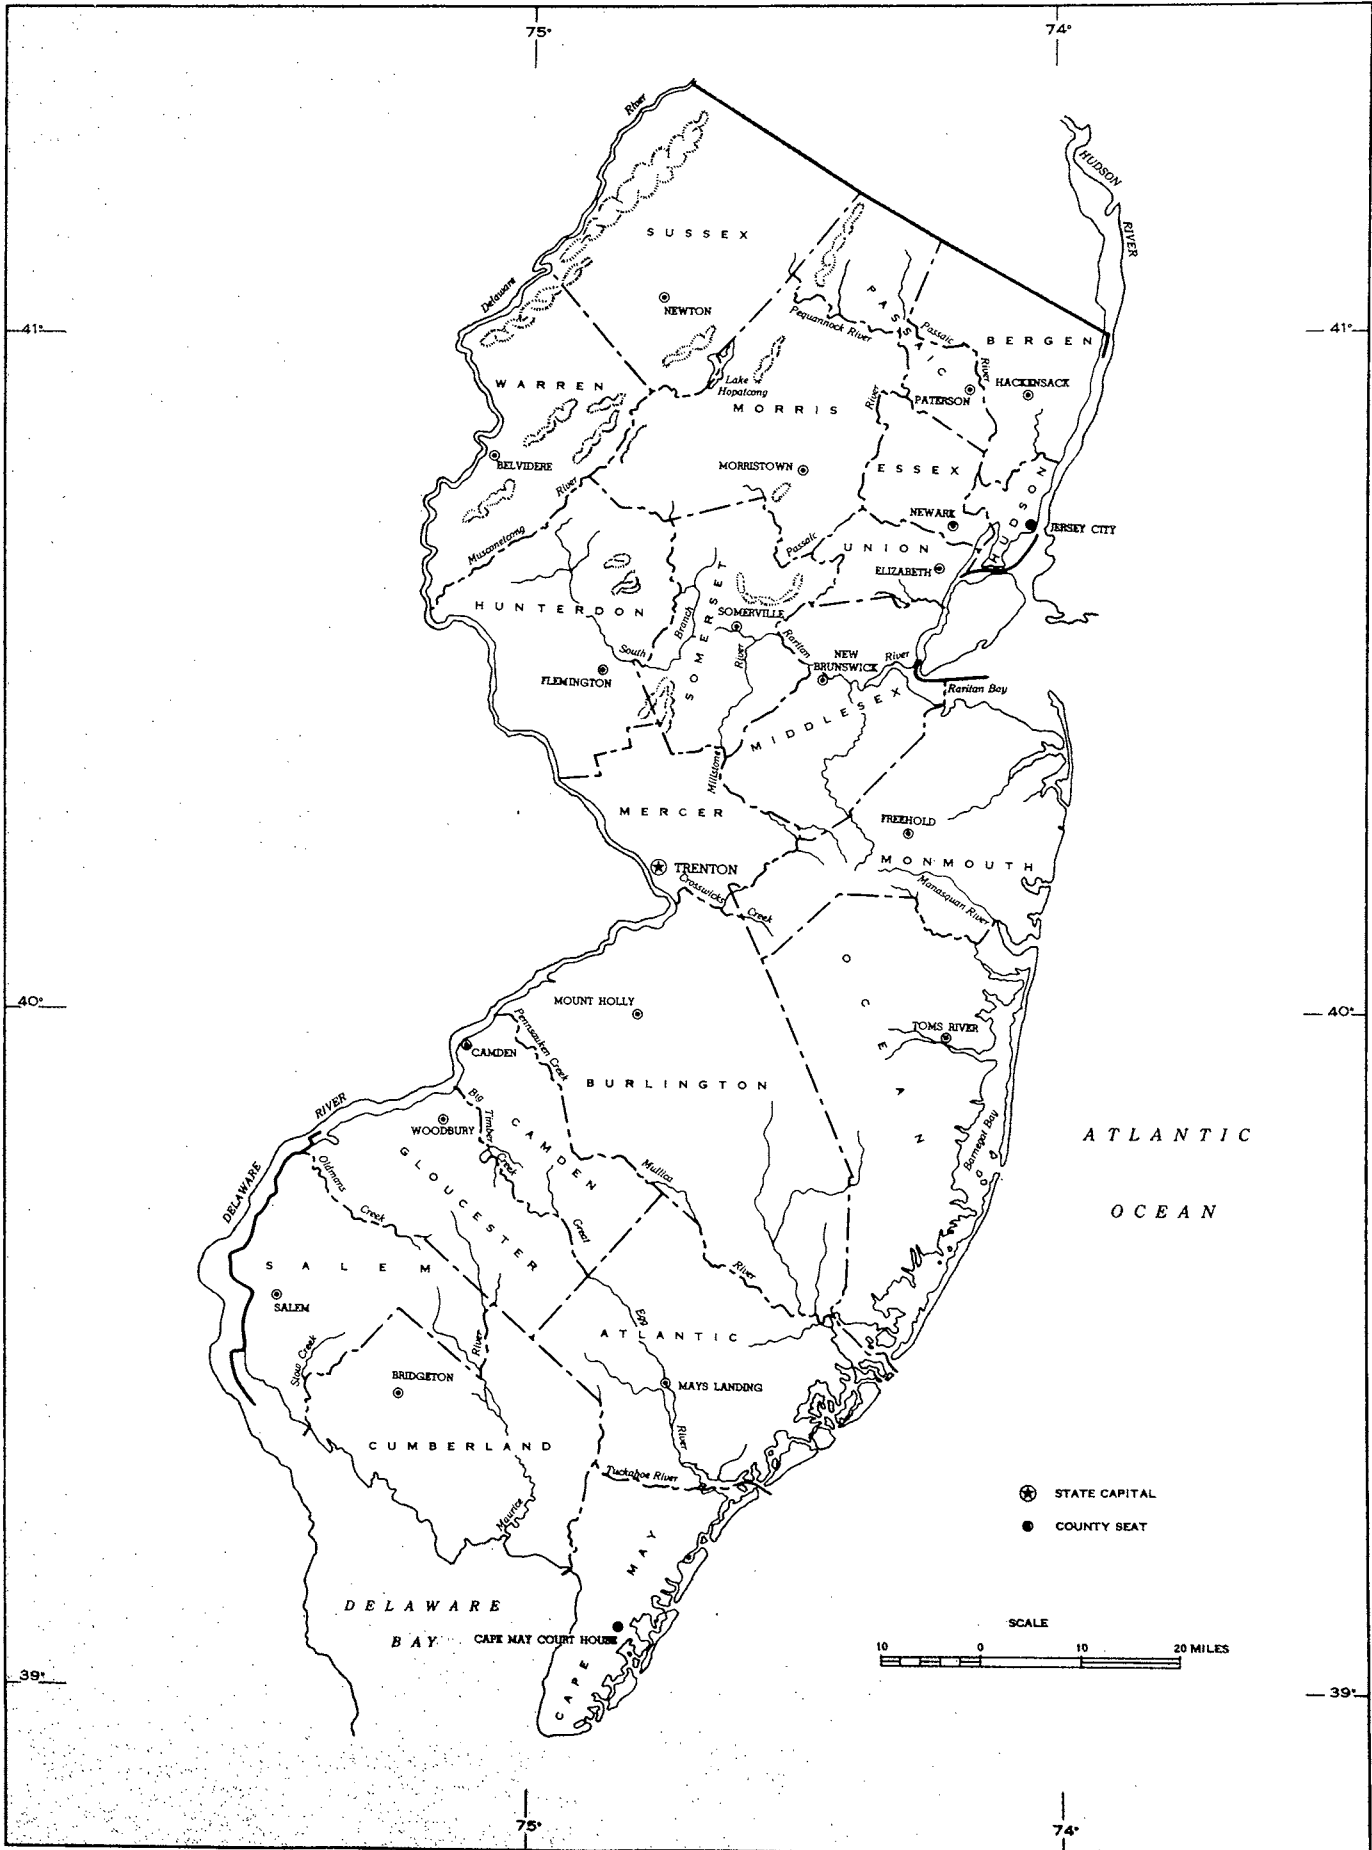 75°
74°
River
HUDSON
RIVER
SUSSEX
Delaware
NEWTON
PASSAIC
Pequannock River
Passaic
River
BERGEN
41°
41°
WARREN
Lake
Hopatcong
MORRIS
River
PATERSON
HACKENSACK
BELVIDERE
MORRISTOWN
ESSEX
HUDSON
River
NEWARK
JERSEY CITY
Musconetcong
Passaic
UNION
ELIZABETH
HUNTERDON
SOMERSET
Branch
SOMERVILLE
South
River
Raritan
NEW
BRUNSWICK
River
FLEMINGTON
Raritan Bay
MIDDLESEX
Millstone
MERCER
FREEHOLD
TRENTON
MONMOUTH
Crosswicks
Creek
Manasquan River
OCEAN
40°
40°
MOUNT HOLLY
Pennsauken Creek
TOMS RIVER
CAMDEN
BURLINGTON
Big
Timber
Creek
RIVER
WOODBURY
CAMDEN
Barnegat Bay
ATLANTIC
OCEAN
DELAWARE
Oldmans
Creek
GLOUCESTER
Mullica
River
Great
Egg
River
SALEM
SALEM
ATLANTIC
Stow Creek
River
BRIDGETON
MAYS LANDING
CUMBERLAND
Tuckahoe River
Maurice
STATE CAPITAL
COUNTY SEAT
DELAWARE
BAY
CAPE MAY COURT HOUSE
CAPE MAY
SCALE
10 0 10 20 MILES
39°
39°
75°
74°